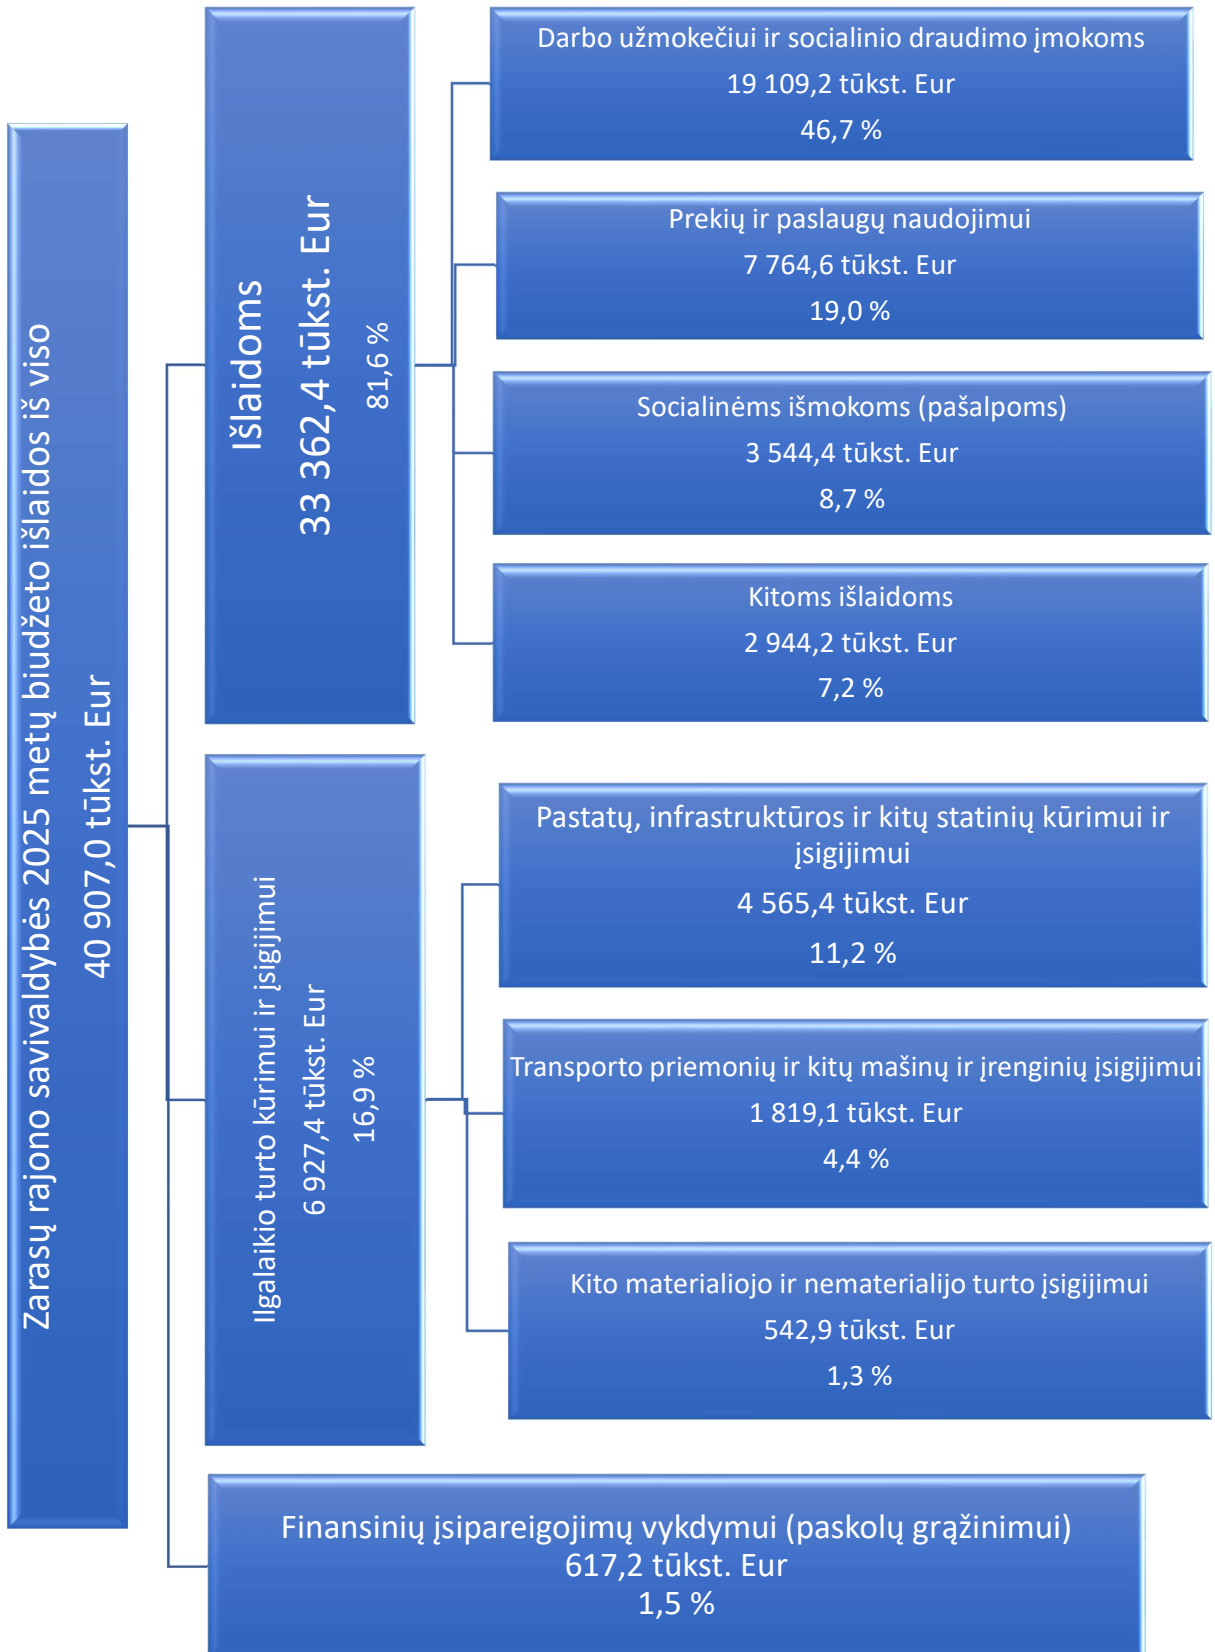 Zarasų rajono savivaldybės 2025 metų biudžeto išlaidos iš viso
40 907,0 tūkst. Eur
Išlaidoms
33 362,4 tūkst. Eur
81,6 %
Darbo užmokečiui ir socialinio draudimo įmokoms
19 109,2 tūkst. Eur
46,7 %
Prekių ir paslaugų naudojimui
7 764,6 tūkst. Eur
19,0 %
Socialinėms išmokoms (pašalpoms)
3 544,4 tūkst. Eur
8,7 %
Kitoms išlaidoms
2 944,2 tūkst. Eur
7,2 %
Ilgalaikio turto kūrimui ir įsigijimui
6 927,4 tūkst. Eur
16,9 %
Pastatų, infrastruktūros ir kitų statinių kūrimui ir
įsigijimui
4 565,4 tūkst. Eur
11,2 %
Transporto priemonių ir kitų mašinų ir įrenginių įsigijimui
1 819,1 tūkst. Eur
4,4 %
Kito materialiojo ir nematerialijo turto įsigijimui
542,9 tūkst. Eur
1,3 %
Finansinių įsipareigojimų vykdymui (paskolų grąžinimui)
617,2 tūkst. Eur
1,5 %